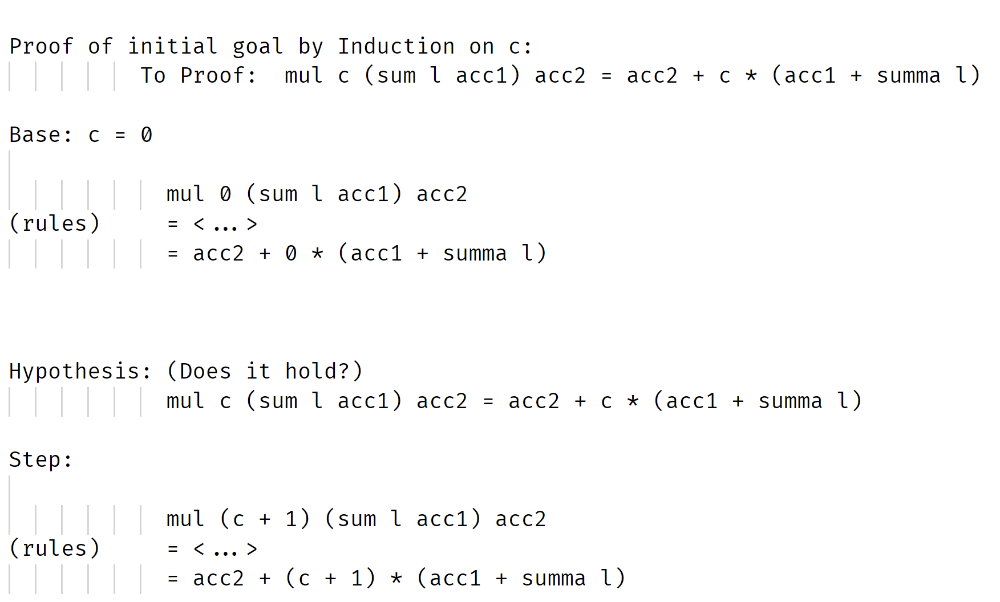 Proof of initial goal by Induction on c:
To Proof: mul c (sum l acc1) acc2 = acc2 + c * (acc1 + summa l)
Base: c = 0
mul 0 (sum l acc1) acc2
(rules) = <...>
= acc2 + 0 * (acc1 + summa l)
Hypothesis: (Does it hold?)
mul c (sum l acc1) acc2 = acc2 + c * (acc1 + summa l)
Step:
mul (c + 1) (sum l acc1) acc2
(rules) = <...>
= acc2 + (c + 1) * (acc1 + summa l)